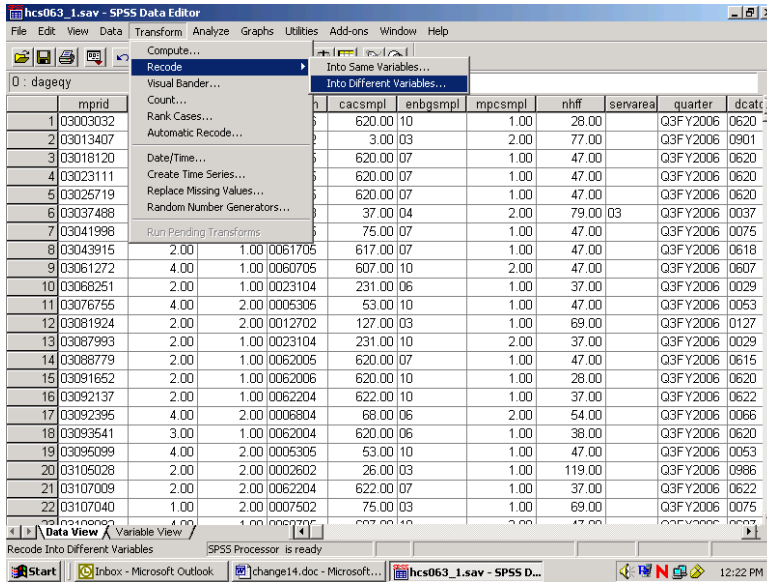 hcs063_1.sav - SPSS Data Editor
File Edit View Data Transform Analyze Graphs Utilities Add-ons Window Help
Compute...
Recode
Visual Bander...
Count...
Rank Cases...
Automatic Recode...
Date/Time...
Create Time Series...
Replace Missing Values...
Random Number Generators...
Run Pending Transforms
Into Same Variables...
Into Different Variables...
0 : dageqy
mprid cacsmpl enbgsmpl mpcsmpl nhff servarea quarter dcatc
1 03003032 620.00 10 1.00 28.00 Q3FY2006 0620
2 03013407 3.00 03 2.00 77.00 Q3FY2006 0901
3 03018120 620.00 07 1.00 47.00 Q3FY2006 0620
4 03023111 620.00 07 1.00 47.00 Q3FY2006 0620
5 03025719 620.00 07 1.00 47.00 Q3FY2006 0620
6 03037488 37.00 04 2.00 79.00 03 Q3FY2006 0037
7 03041998 75.00 07 1.00 47.00 Q3FY2006 0075
8 03043915 2.00 1.00 0061705 617.00 07 1.00 47.00 Q3FY2006 0618
9 03061272 4.00 1.00 0060705 607.00 10 2.00 47.00 Q3FY2006 0607
10 03068251 2.00 1.00 0023104 231.00 06 1.00 37.00 Q3FY2006 0029
11 03076755 4.00 2.00 0005305 53.00 10 1.00 47.00 Q3FY2006 0053
12 03081924 2.00 2.00 0012702 127.00 03 1.00 69.00 Q3FY2006 0127
13 03087993 2.00 1.00 0023104 231.00 10 2.00 37.00 Q3FY2006 0029
14 03088779 2.00 1.00 0062005 620.00 07 1.00 47.00 Q3FY2006 0615
15 03091652 2.00 1.00 0062006 620.00 10 1.00 28.00 Q3FY2006 0620
16 03092137 2.00 1.00 0062204 622.00 10 1.00 37.00 Q3FY2006 0622
17 03092395 4.00 2.00 0006804 68.00 06 2.00 54.00 Q3FY2006 0066
18 03093541 3.00 1.00 0062004 620.00 06 1.00 38.00 Q3FY2006 0620
19 03095099 4.00 2.00 0005305 53.00 10 1.00 47.00 Q3FY2006 0053
20 03105028 2.00 2.00 0002602 26.00 03 1.00 119.00 Q3FY2006 0986
21 03107009 2.00 2.00 0062204 622.00 07 1.00 37.00 Q3FY2006 0622
22 03107040 1.00 2.00 0007502 75.00 03 1.00 69.00 Q3FY2006 0075
Data View Variable View
Recode Into Different Variables SPSS Processor is ready
Start Inbox - Microsoft Outlook change14.doc - Microsoft... hcs063_1.sav - SPSS D... 12:22 PM